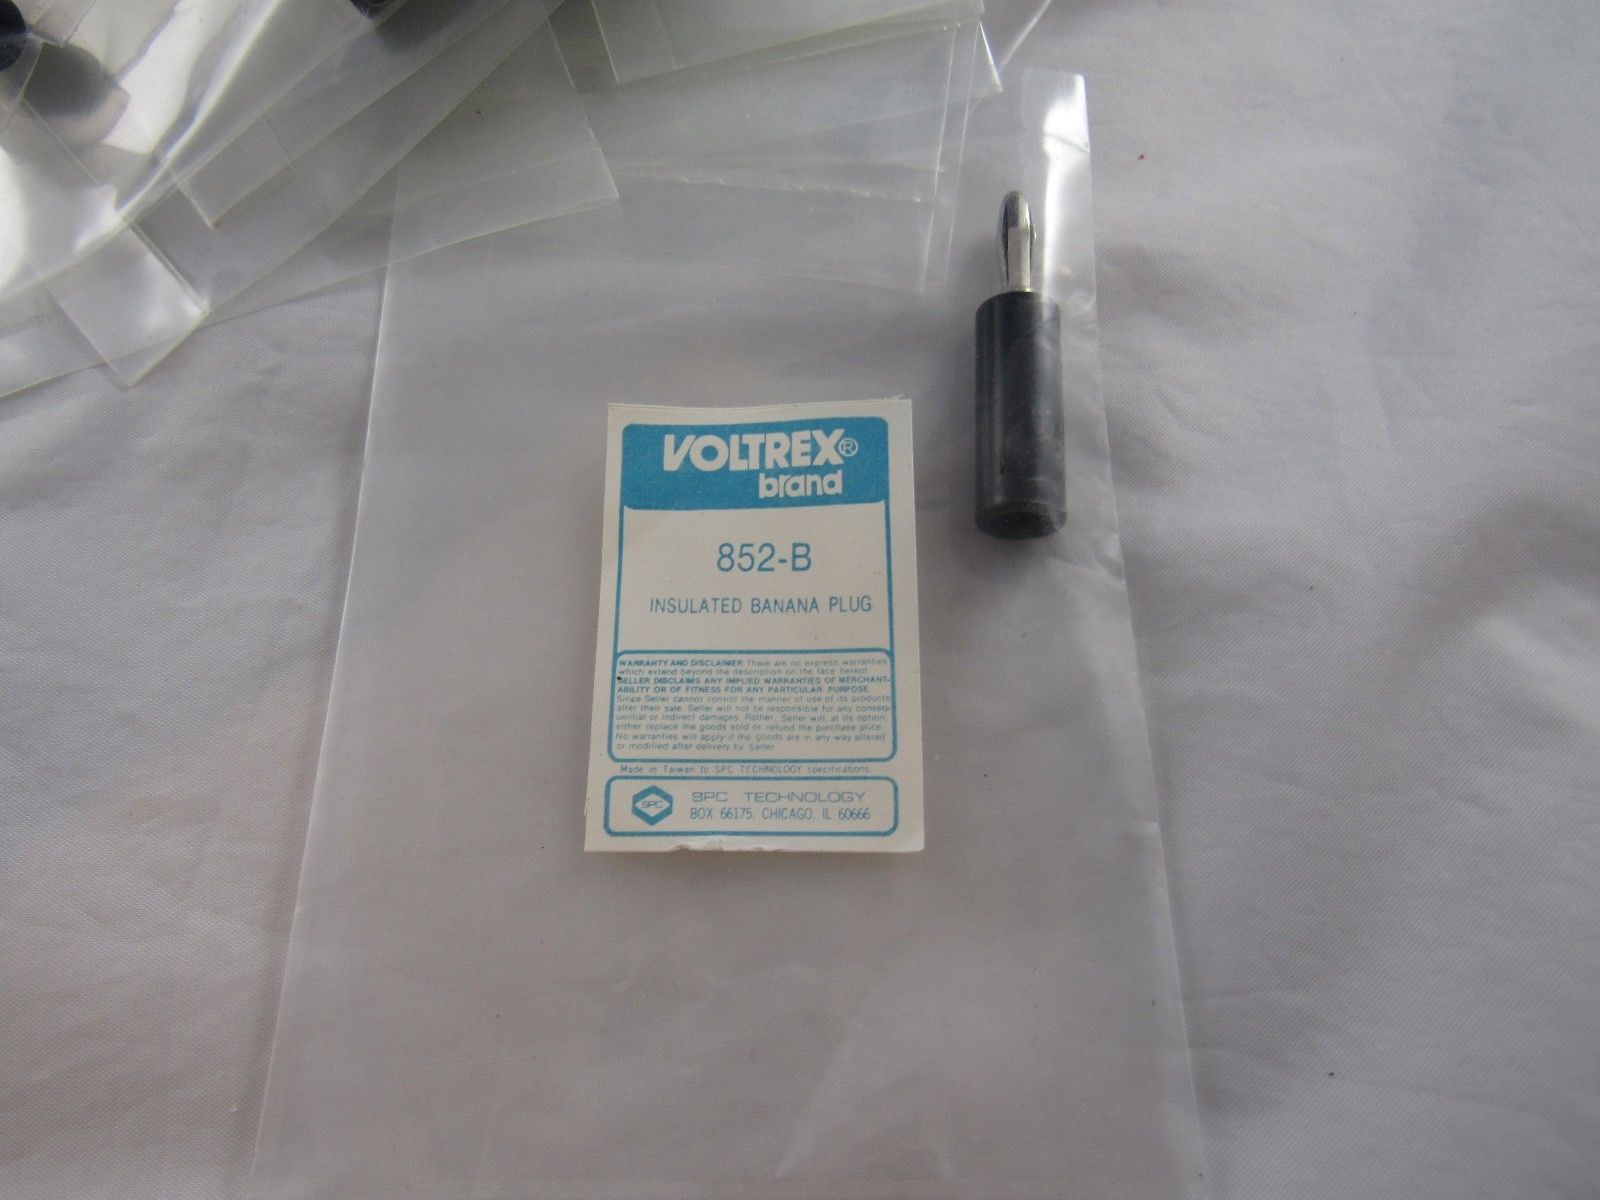 VOLTREX®
brand
852-B
INSULATED BANANA PLUG
WARRANTY AND DISCLAIMER: There are no express warranties
which extend beyond the description on the face hereof.
SELLER DISCLAIMS ANY IMPLIED WARRANTIES OF MERCHANT-
ABILITY OR OF FITNESS FOR ANY PARTICULAR PURPOSE.
Since Seller cannot control the manner of use of its products
after their sale, Seller will not be responsible for any conseq-
uential or indirect damages. Rather, Seller will, at its option,
either replace the goods sold or refund the purchase price.
No warranties will apply if the goods are in any way altered
or modified after delivery by Seller.
Made in Taiwan to SPC TECHNOLOGY specifications
SPC
SPC TECHNOLOGY
BOX 66175, CHICAGO, IL 60666